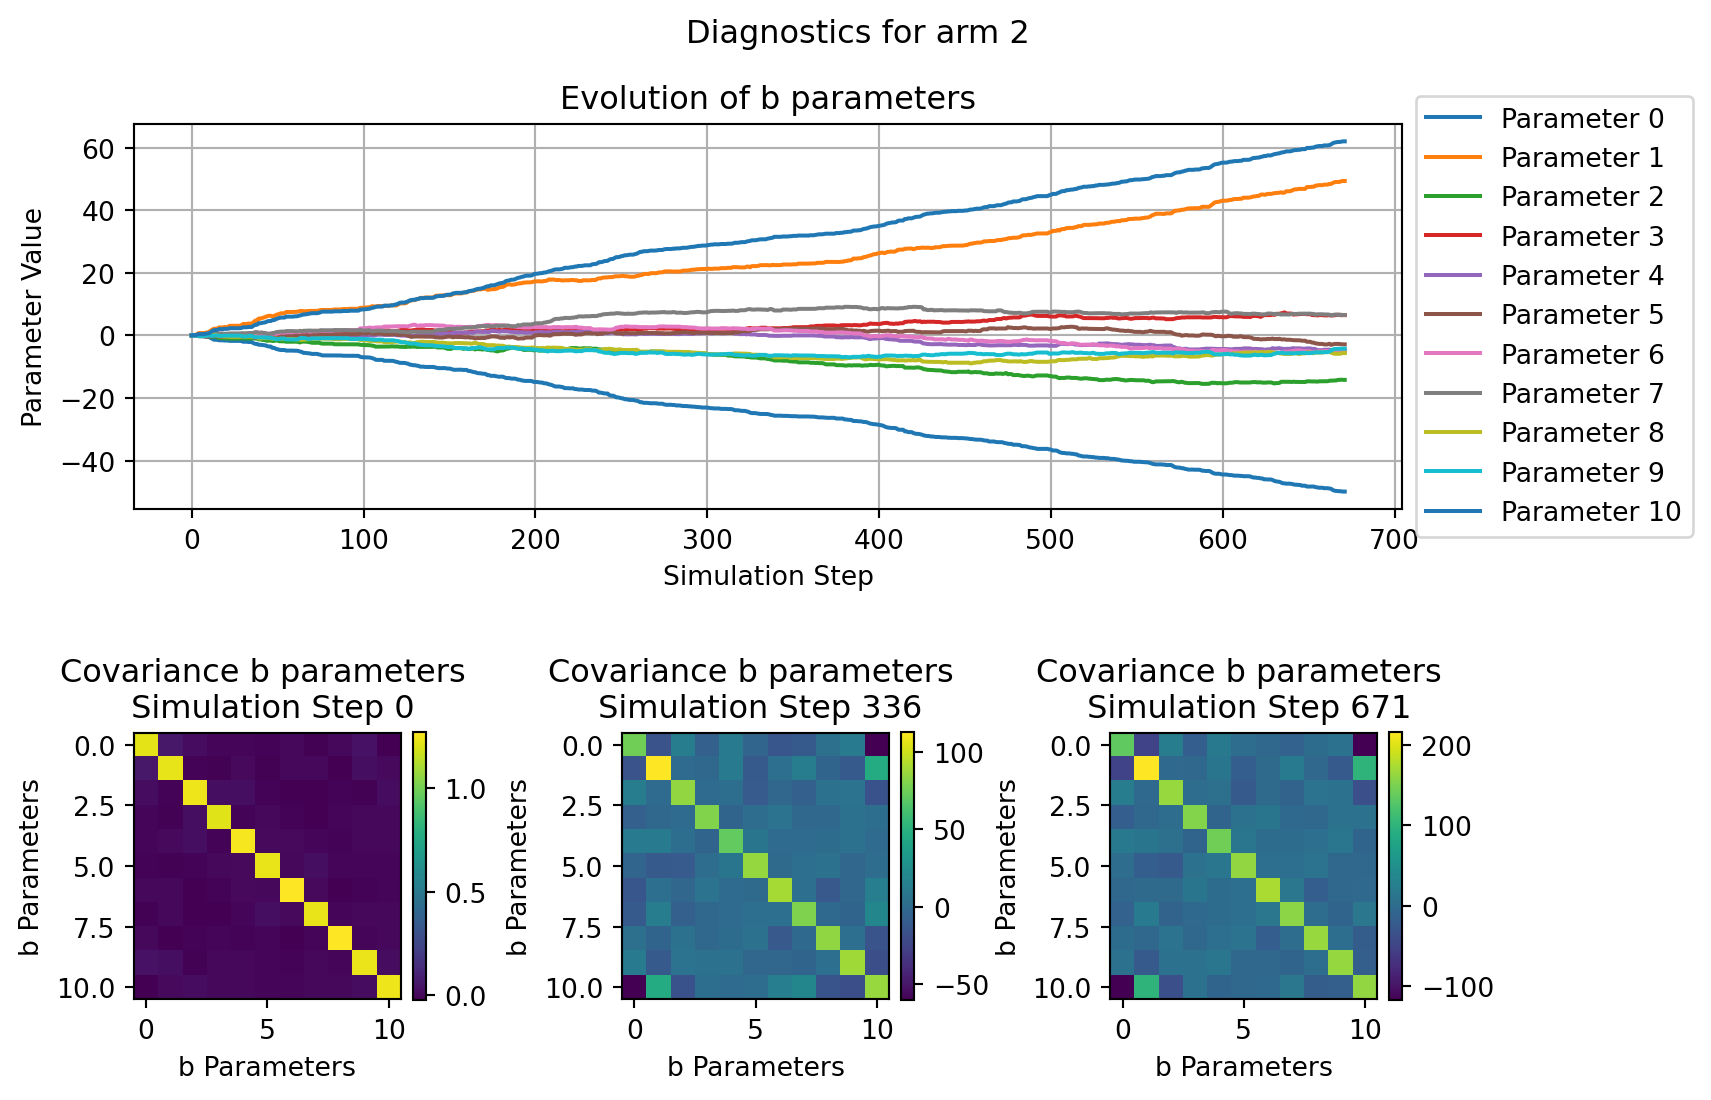 Diagnostics for arm 2
Evolution of b parameters
Parameter Value
60
40
20
0
−20
−40
0 100 200 300 400 500 600 700
Simulation Step
Parameter 0
Parameter 1
Parameter 2
Parameter 3
Parameter 4
Parameter 5
Parameter 6
Parameter 7
Parameter 8
Parameter 9
Parameter 10
Covariance b parameters
Simulation Step 0
b Parameters
0.0
2.5
5.0
7.5
10.0
0 5 10
b Parameters
1.0
0.5
0.0
Covariance b parameters
Simulation Step 336
b Parameters
0.0
2.5
5.0
7.5
10.0
0 5 10
b Parameters
100
50
0
−50
Covariance b parameters
Simulation Step 671
b Parameters
0.0
2.5
5.0
7.5
10.0
0 5 10
b Parameters
200
100
0
−100